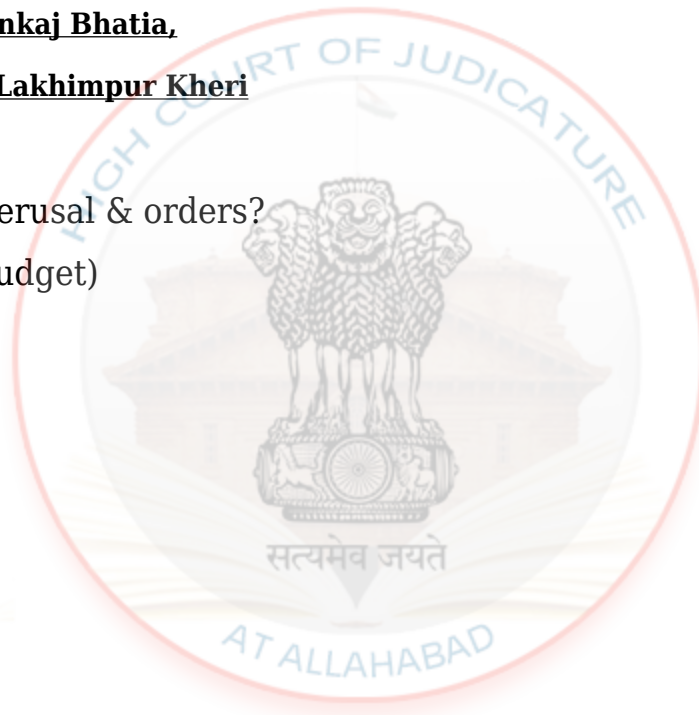 nkaj Bhatia,
Lakhimpur Kheri
erusal & orders?
udget)
HIGH COURT OF JUDICATURE
सत्यमेव जयते
AT ALLAHABAD